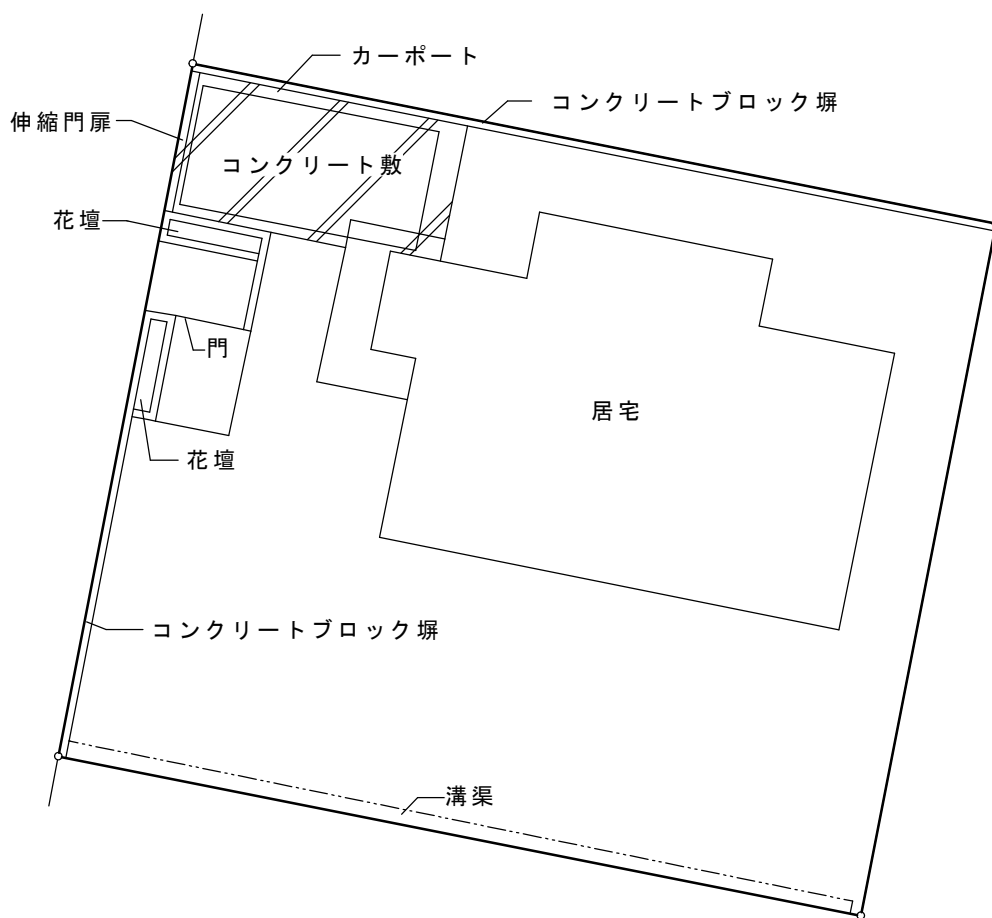 カーポート
コンクリートブロック塀
伸縮門扉
コンクリート敷
花壇
門
居宅
花壇
コンクリートブロック塀
溝渠